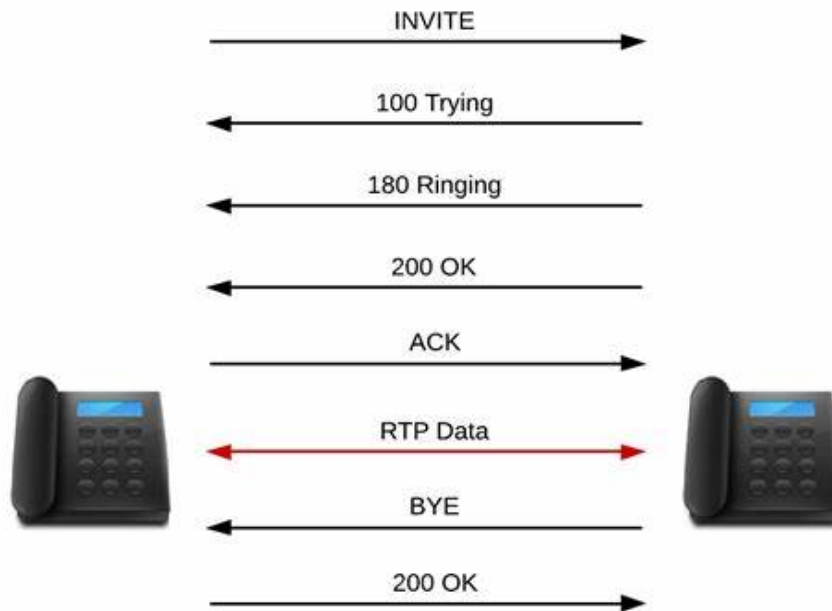 INVITE
100 Trying
180 Ringing
200 OK
ACK
RTP Data
BYE
200 OK